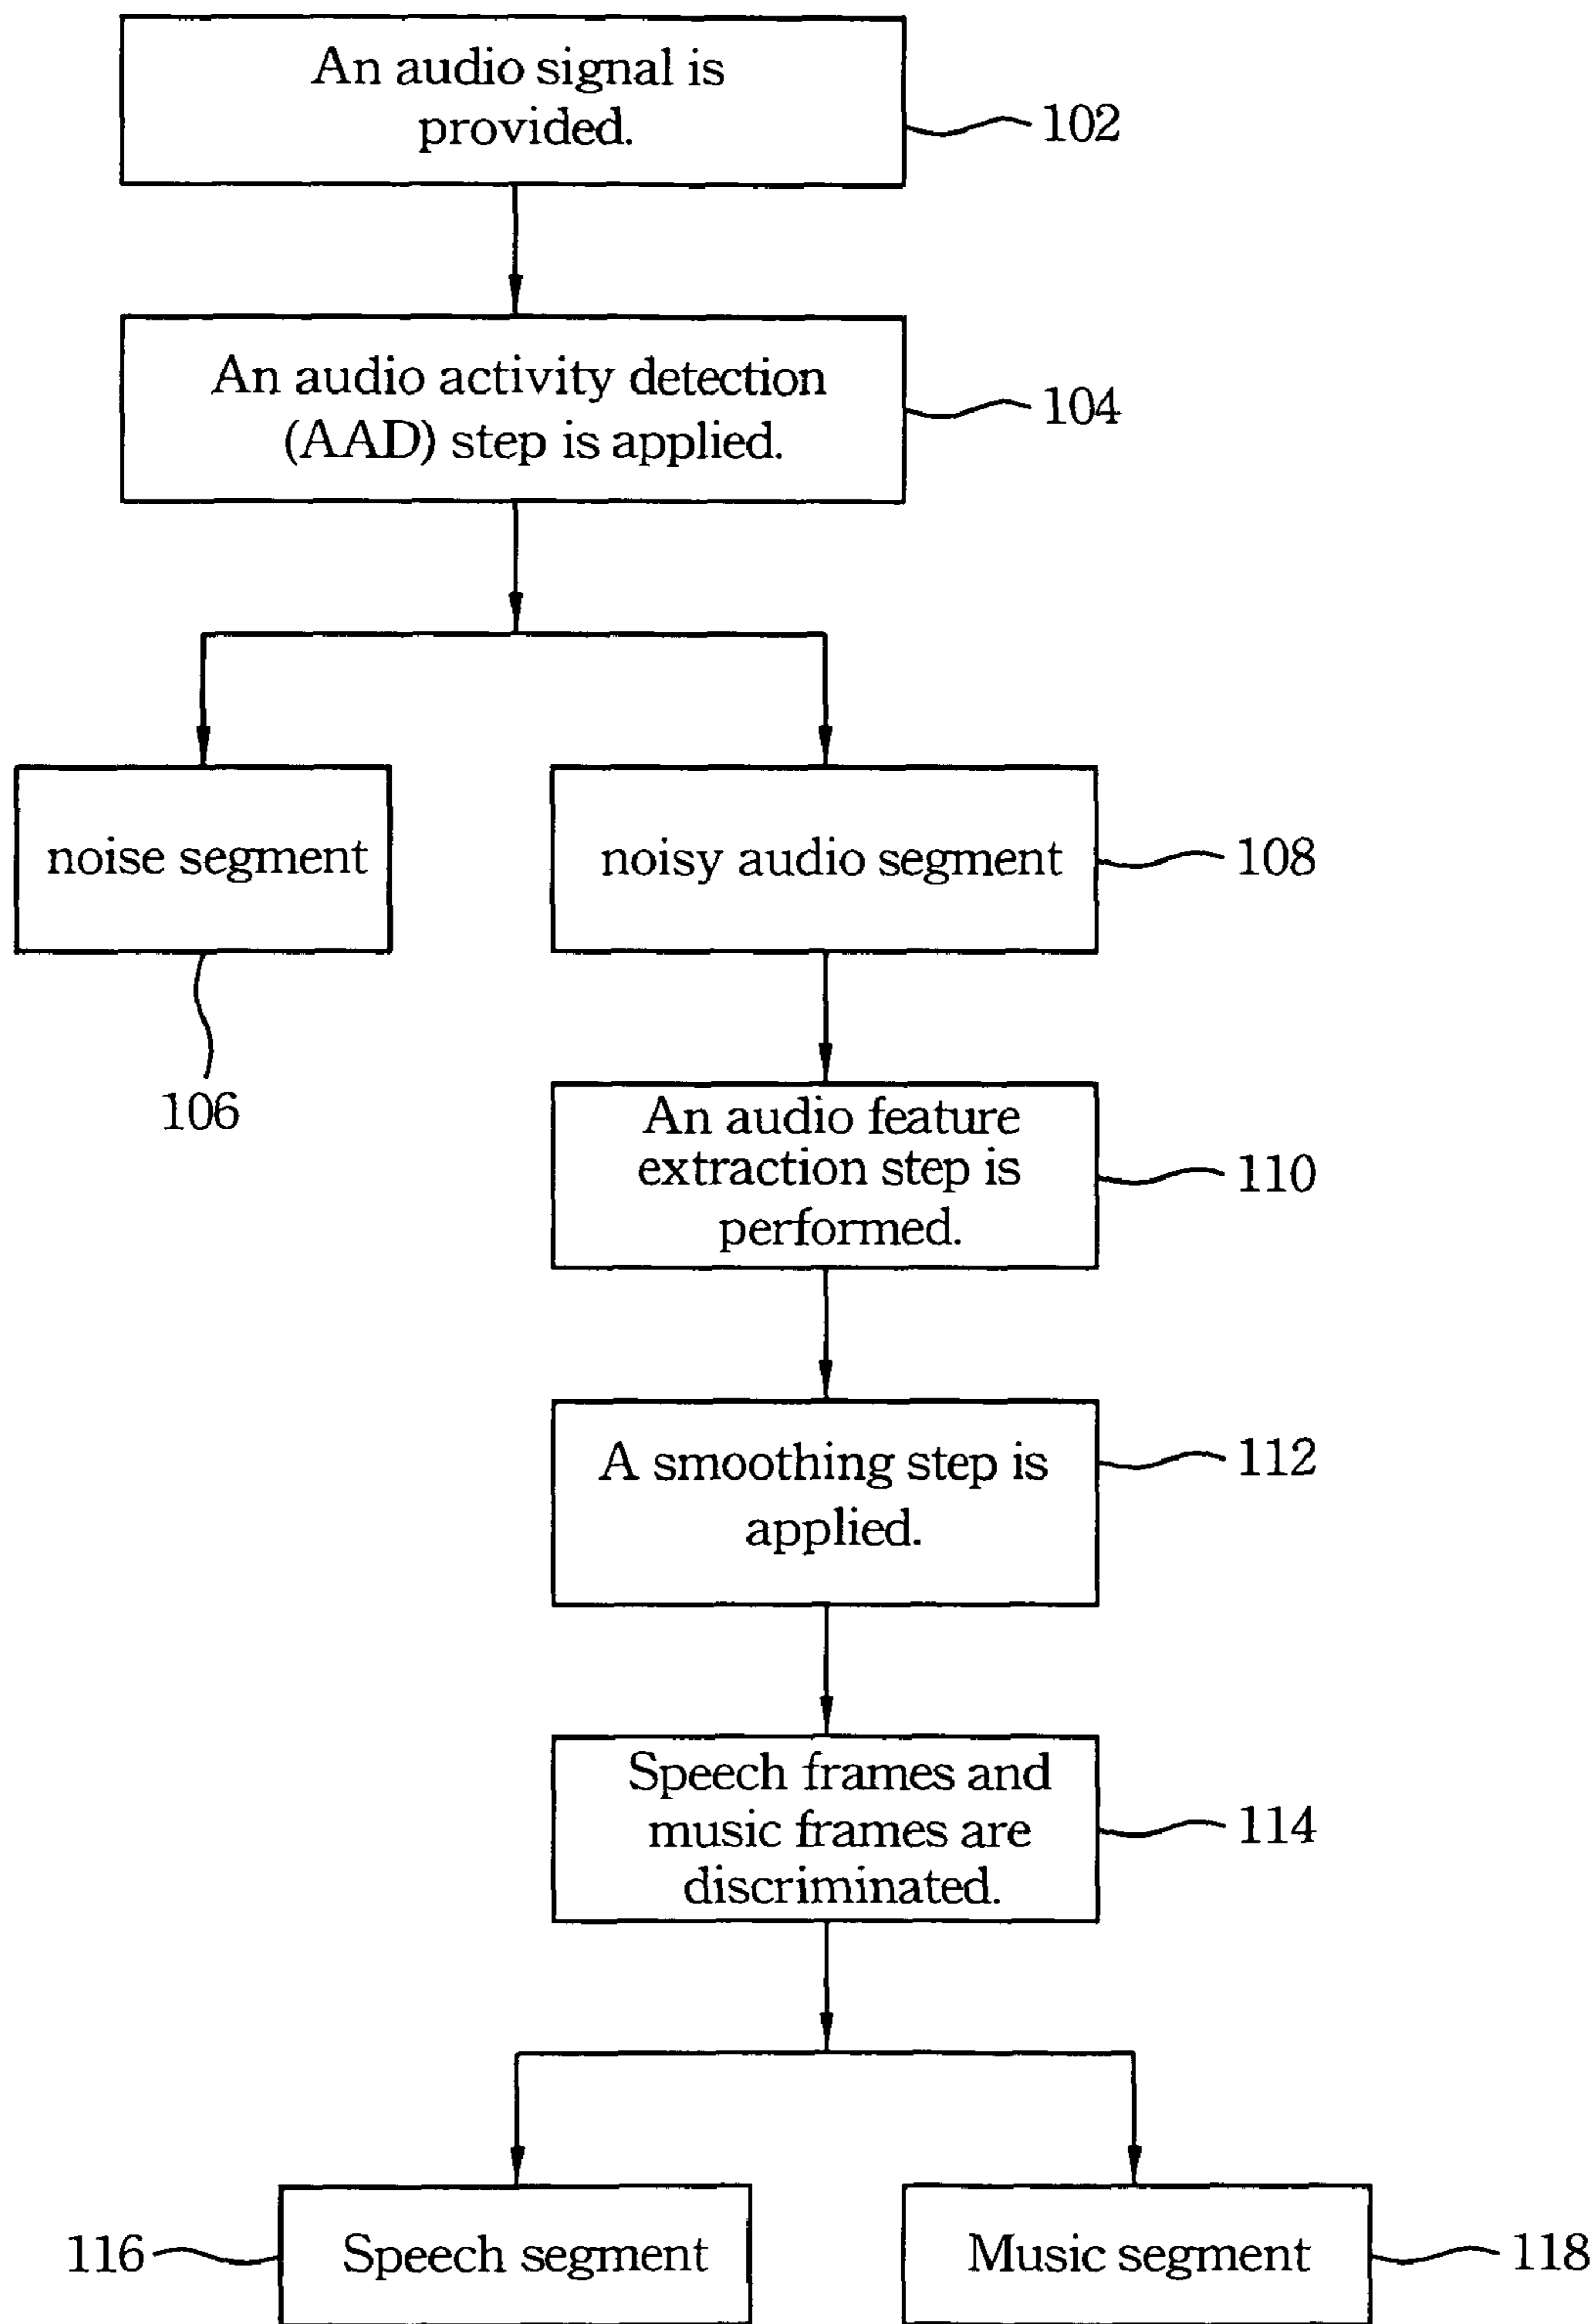 An audio signal is
provided.
102
An audio activity detection
(AAD) step is applied.
104
noise segment
noisy audio segment
108
106
An audio feature
extraction step is
performed.
110
A smoothing step is
applied.
112
Speech frames and
music frames are
discriminated.
114
116
Speech segment
Music segment
118